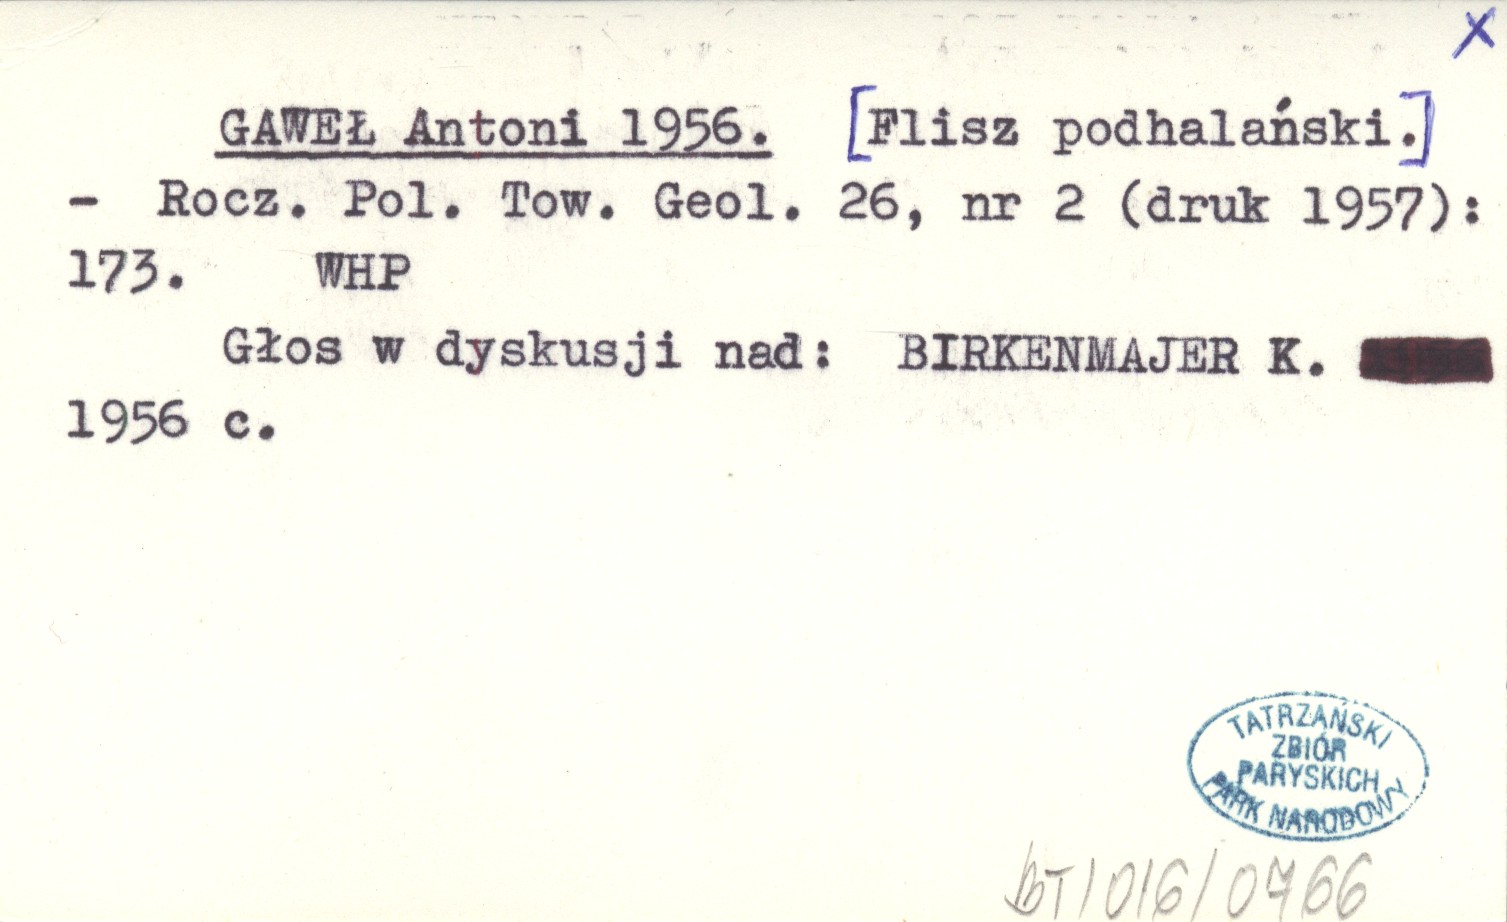 X
GAWEŁ Antoni 1956. [Flisz podhalański.]
- Rocz. Pol. Tow. Geol. 26, nr 2 (druk 1957):
173. WHP
Głos w dyskusji nad: BIRKENMAJER K.
1956 c.
TATRZAŃSKI
ZBIÓR
PARYSKICH
PARK NARODOWY
bT/016/0766